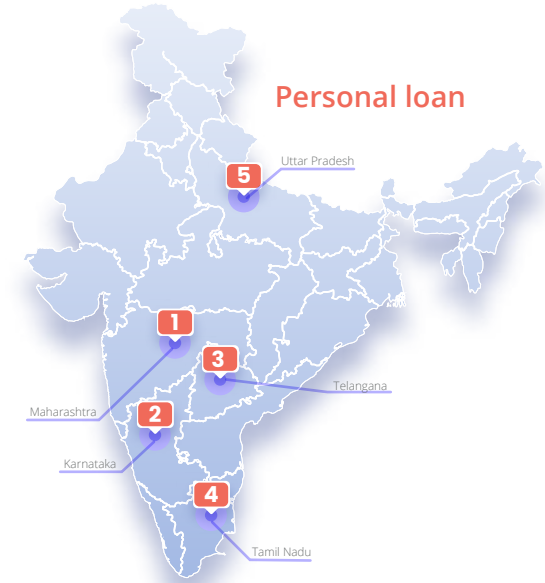 Personal loan
Uttar Pradesh
5
1
3
Telangana
Maharashtra
2
Karnataka
4
Tamil Nadu